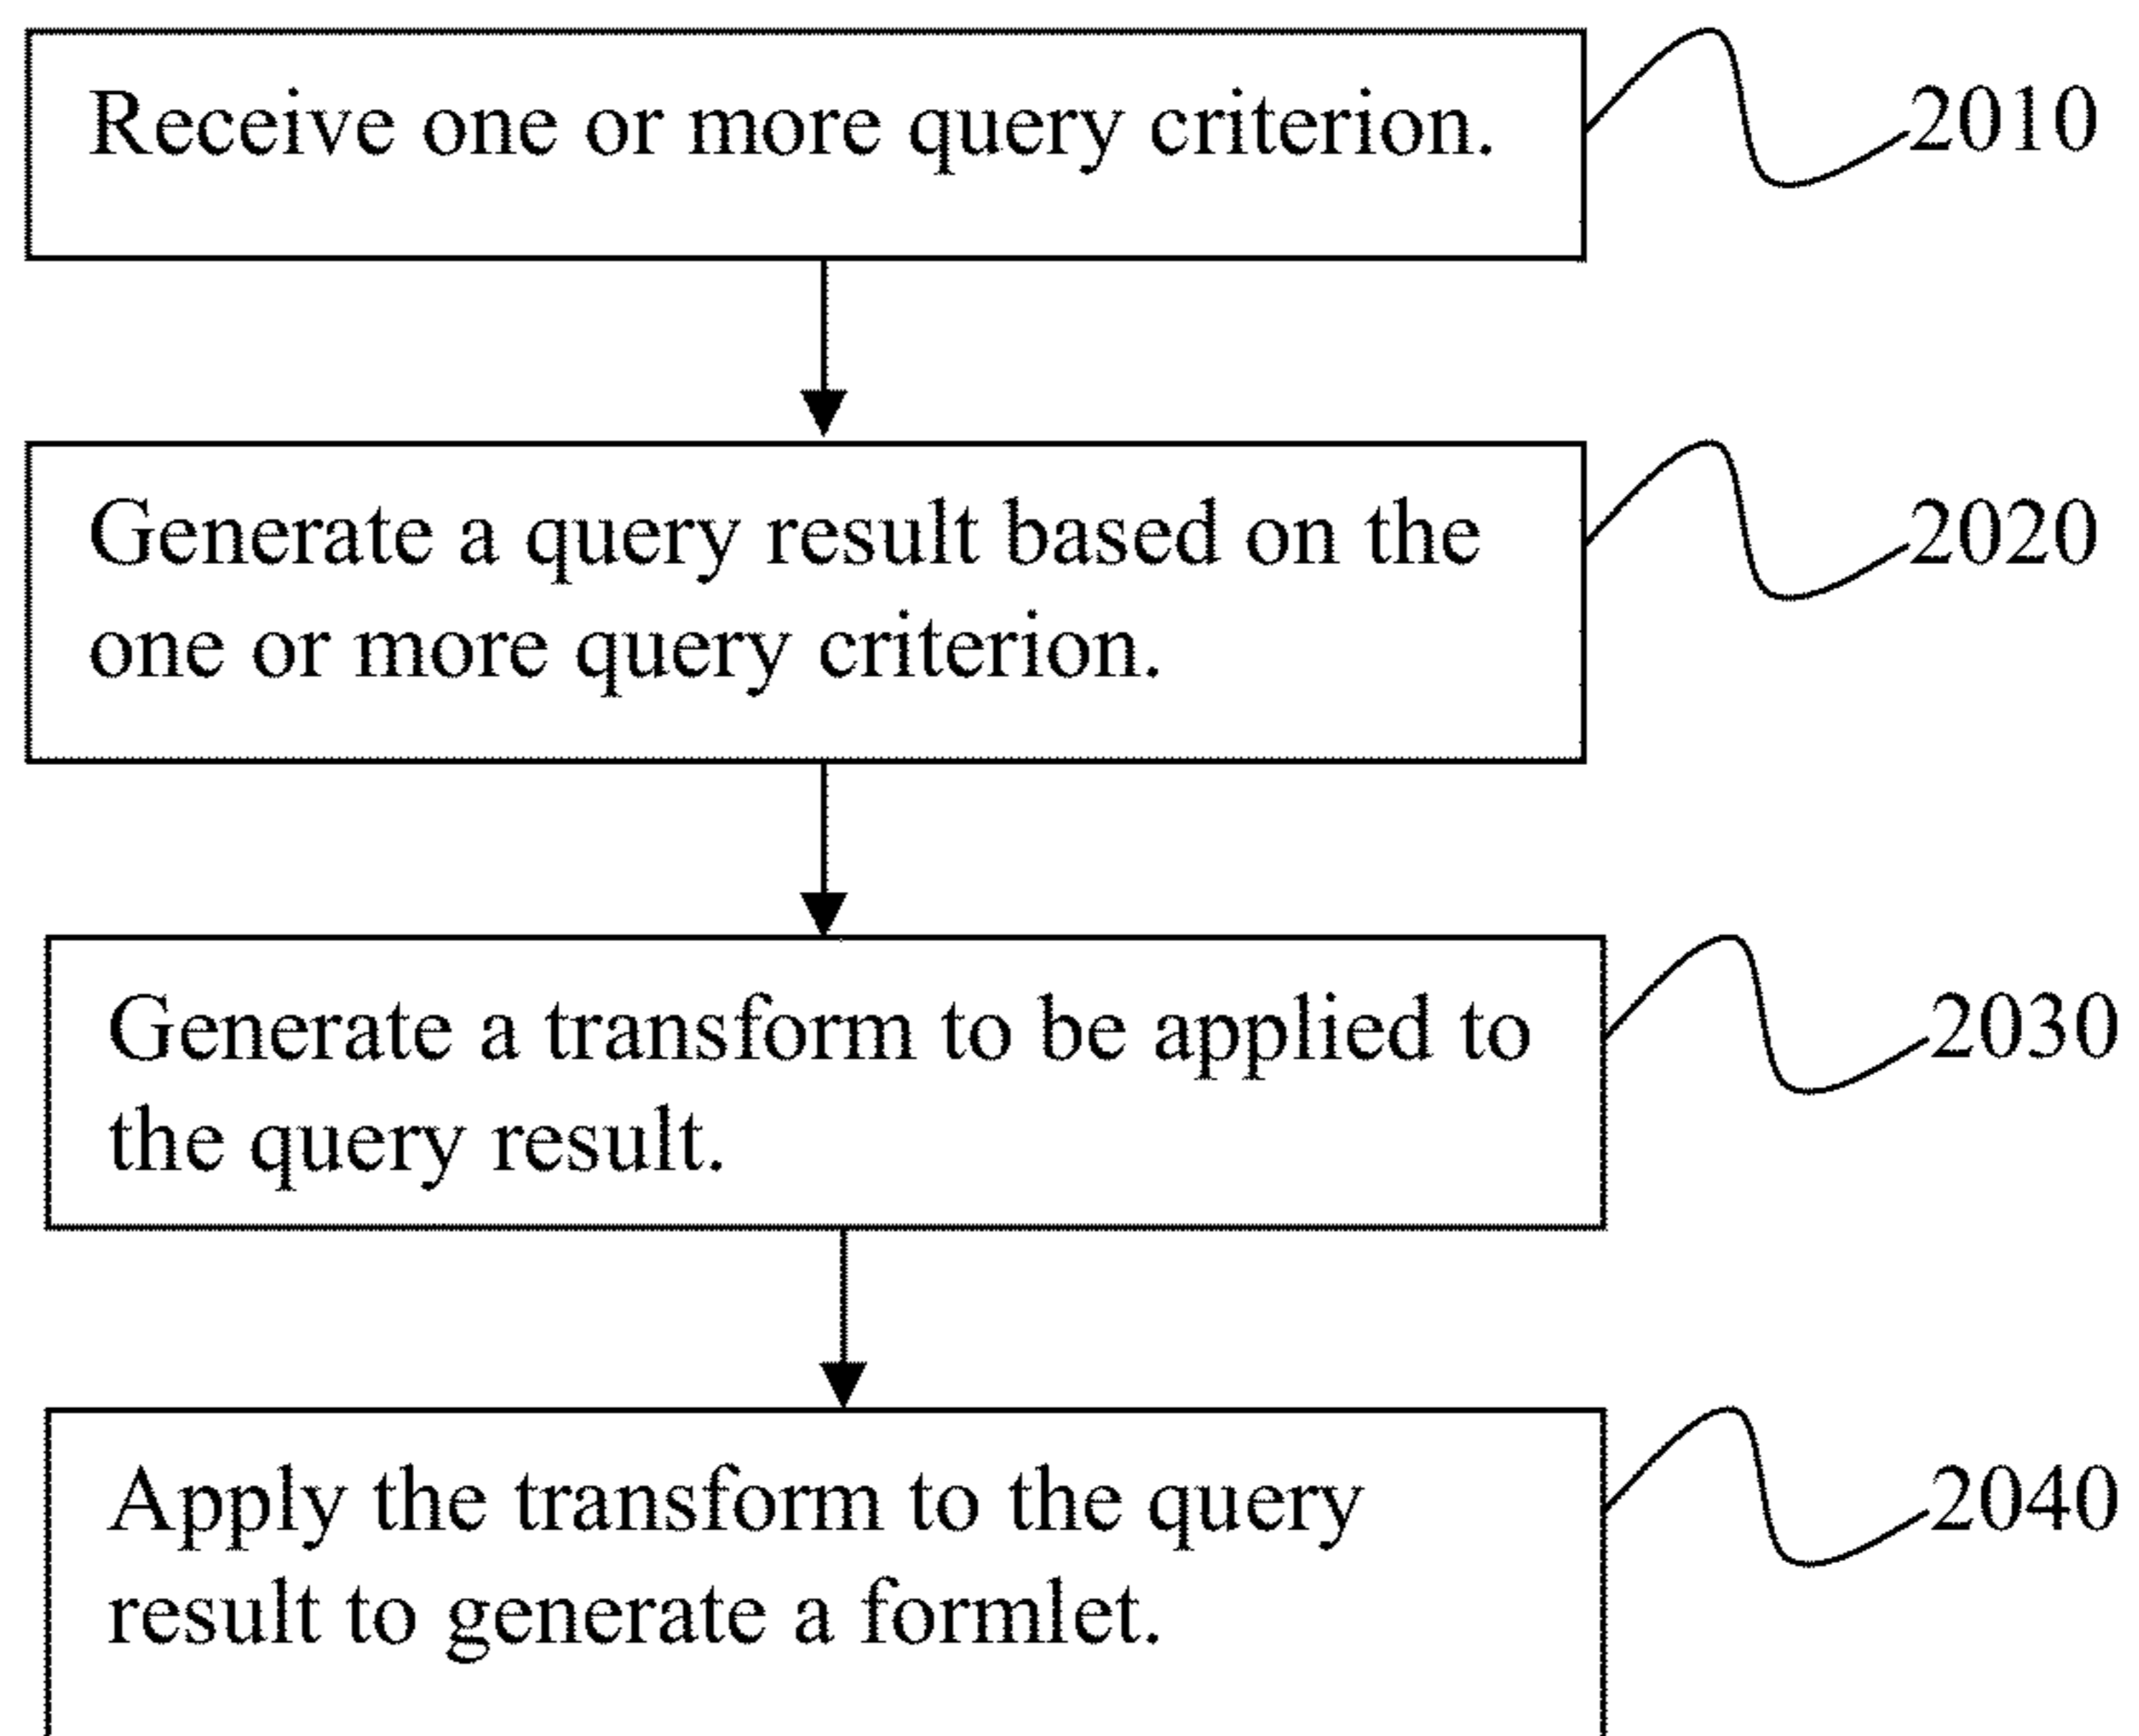 Receive one or more query criterion.
2010
Generate a query result based on the
one or more query criterion.
2020
Generate a transform to be applied to
the query result.
2030
Apply the transform to the query
result to generate a formlet.
2040